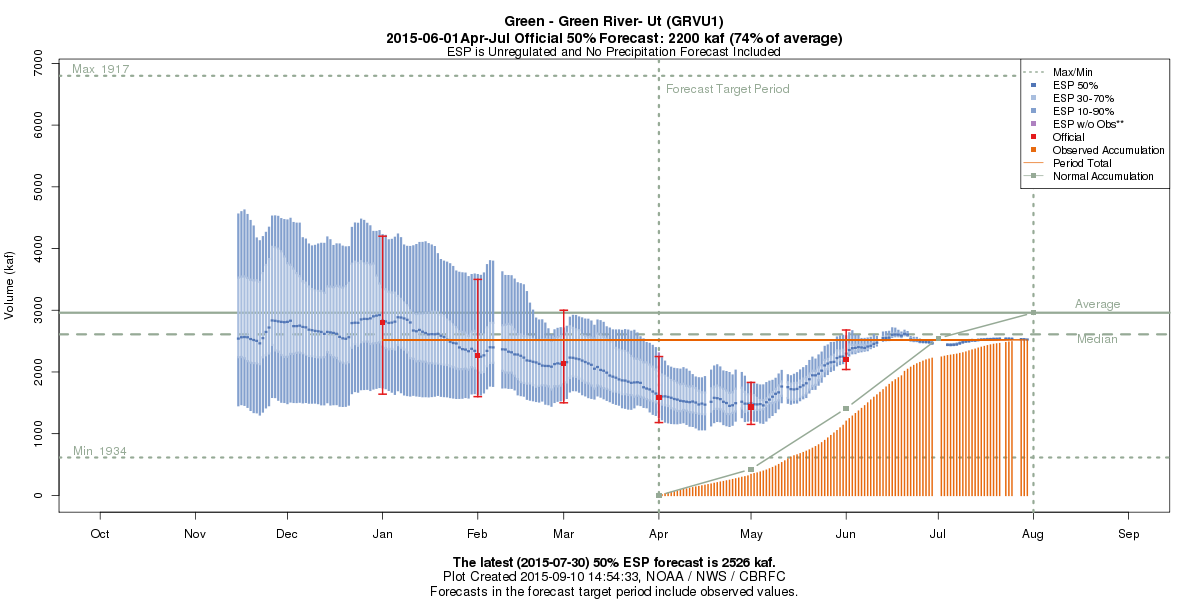 Green - Green River- Ut (GRVU1)
2015-06-01Apr-Jul Official 50% Forecast: 2200 kaf (74% of average)
ESP is Unregulated and No Precipitation Forecast Included
Volume (kaf)
7000
6000
5000
4000
3000
2000
1000
0
Max 1917
Forecast Target Period
Max/Min
ESP 50%
ESP 30-70%
ESP 10-90%
ESP w/o Obs**
Official
Observed Accumulation
Period Total
Normal Accumulation
Average
Median
Min 1934
Oct Nov Dec Jan Feb Mar Apr May Jun Jul Aug Sep
The latest (2015-07-30) 50% ESP forecast is 2526 kaf.
Plot Created 2015-09-10 14:54:33, NOAA / NWS / CBRFC
Forecasts in the forecast target period include observed values.